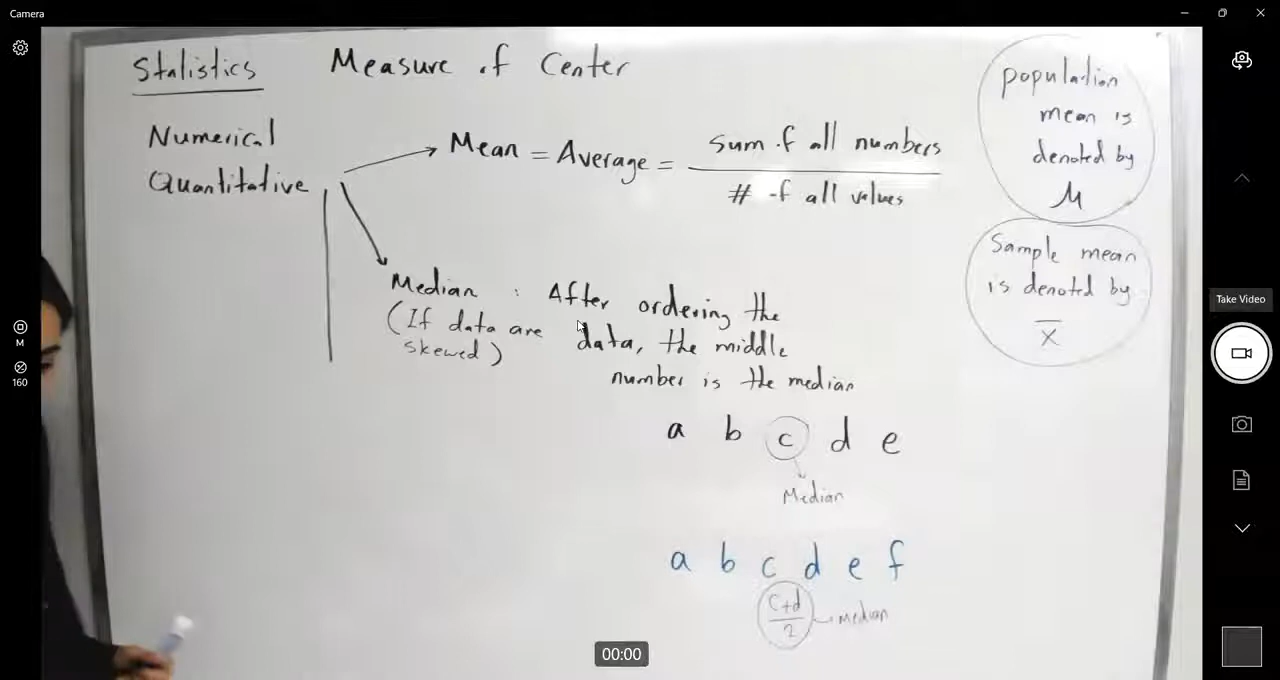 Camera
Statistics Measure of Center
Numerical
Quantitative
Mean = Average = sum of all numbers
# of all values
population
mean is
denoted by
μ
Sample mean
is denoted by
x̄
Median : After ordering the
(If data are data, the middle
skewed) number is the median
a b c d e
Median
a b c d e f
c+d
2
median
Take Video
M
160
00:00